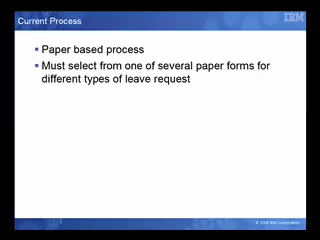 Current Process
IBM
Paper based process
Must select from one of several paper forms for
different types of leave request